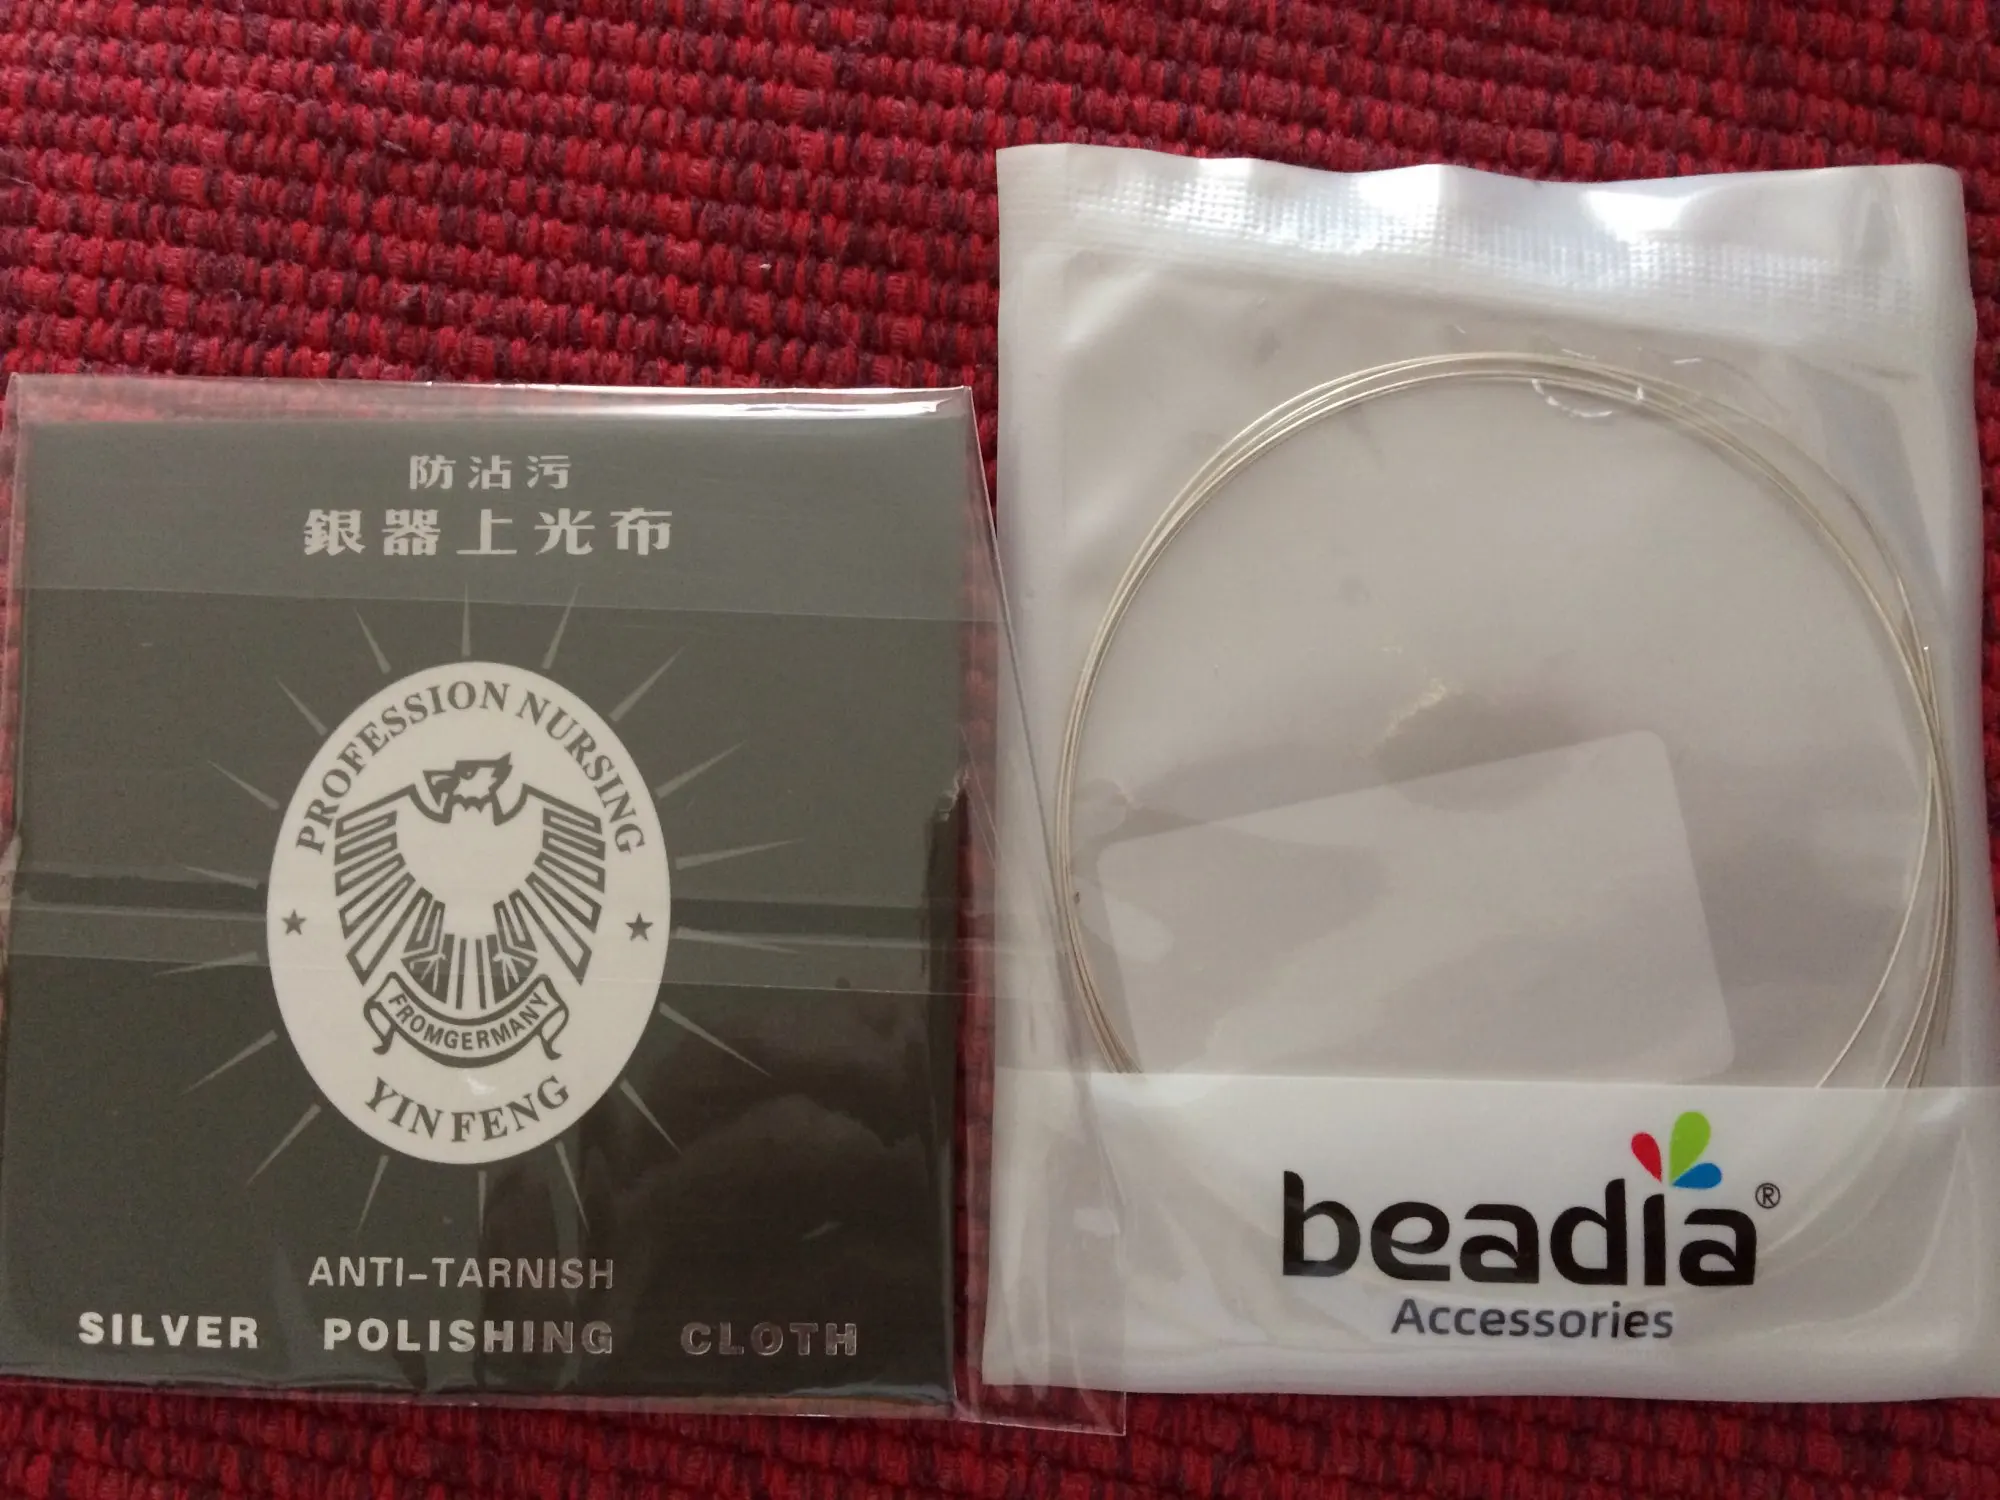 防沾污
銀器上光布
PROFESSION NURSING
★ ★
FROMGERMANY
YIN FENG
ANTI-TARNISH
SILVER POLISHING CLOTH
beadia®
Accessories